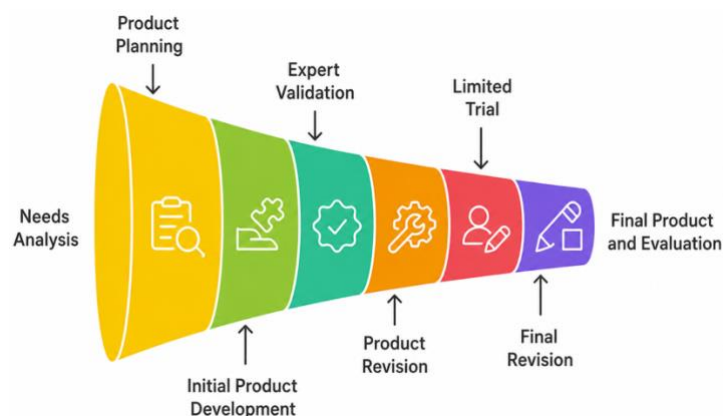 Product
Planning
Expert
Validation
Limited
Trial
Needs
Analysis
Final Product
and Evaluation
Product
Revision
Final
Revision
Initial Product
Development